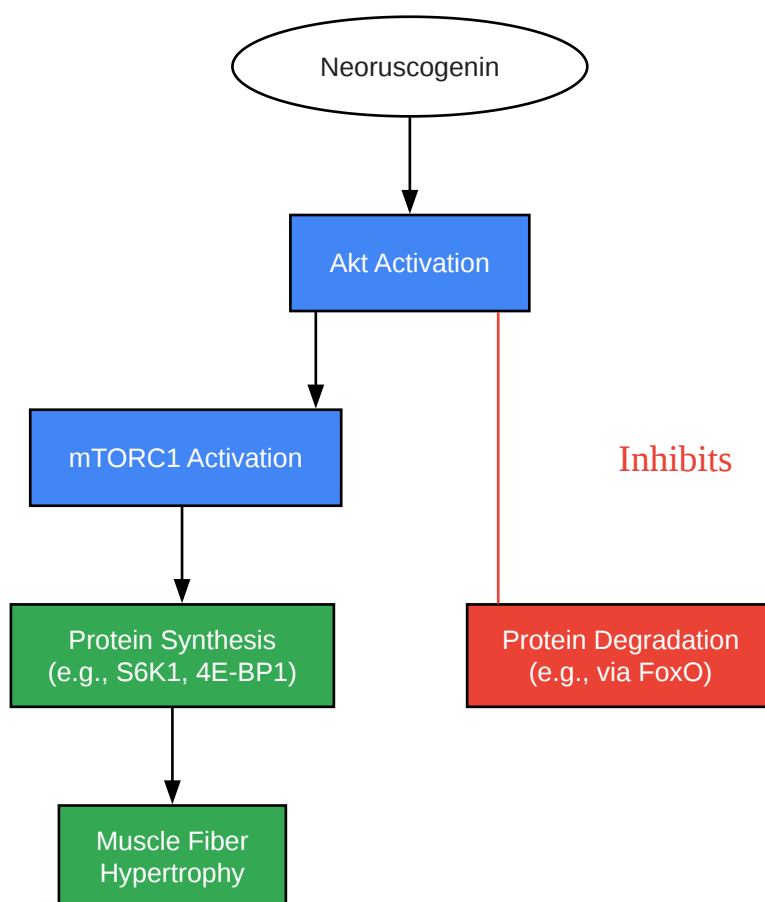 Neoruscogenin
Akt Activation
mTORC1 Activation
Inhibits
Protein Synthesis
(e.g., S6K1, 4E-BP1)
Protein Degradation
(e.g., via FoxO)
Muscle Fiber
Hypertrophy